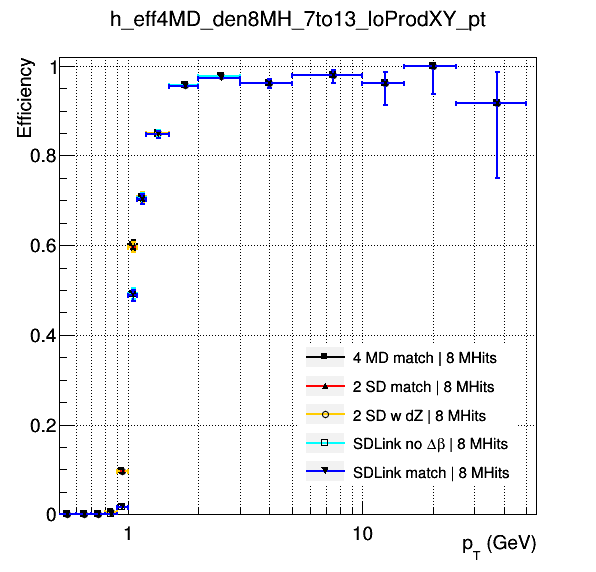 h_eff4MD_den8MH_7to13_loProdXY_pt
Efficiency
1
0.8
0.6
0.4
0.2
0
4 MD match | 8 MHits
2 SD match | 8 MHits
2 SD w dZ | 8 MHits
SDLink no Δβ | 8 MHits
SDLink match | 8 MHits
1 10
p_T (GeV)